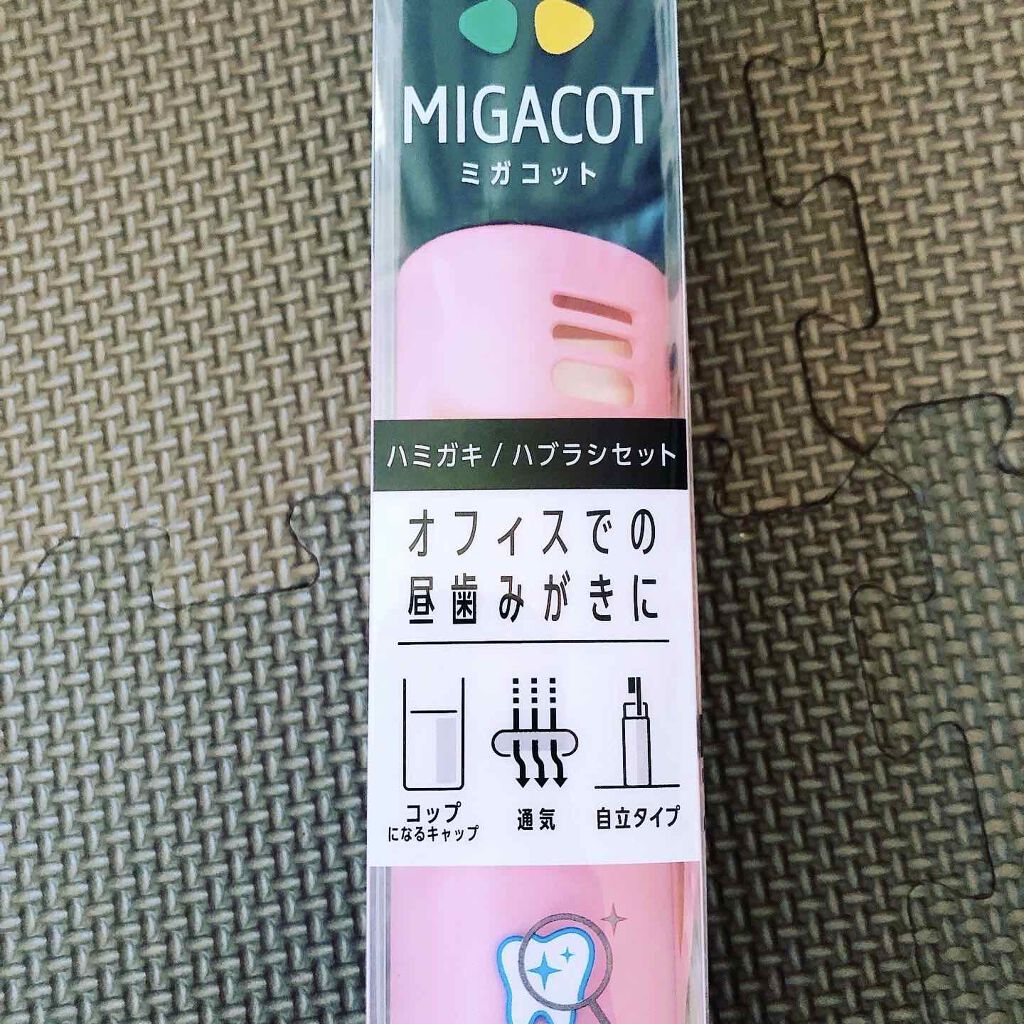 MIGACOT
ミガコット
ハミガキ / ハブラシセット
オフィスでの
昼歯みがきに
コップ
になるキャップ
通気
自立タイプ